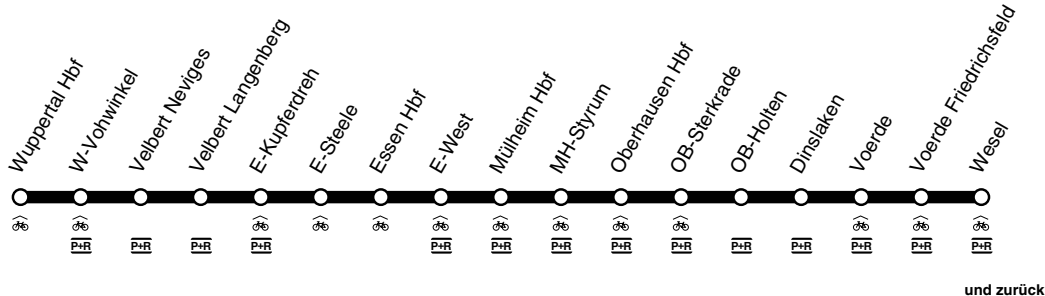 Wuppertal Hbf
W-Vohwinkel
Velbert Neviges
Velbert Langenberg
E-Kupferdreh
E-Steele
Essen Hbf
E-West
Mülheim Hbf
MH-Styrum
Oberhausen Hbf
OB-Sterkrade
OB-Holten
Dinslaken
Voerde
Voerde Friedrichsfeld
Wesel
P+R P+R P+R P+R P+R P+R P+R P+R P+R P+R P+R P+R P+R P+R
und zurück